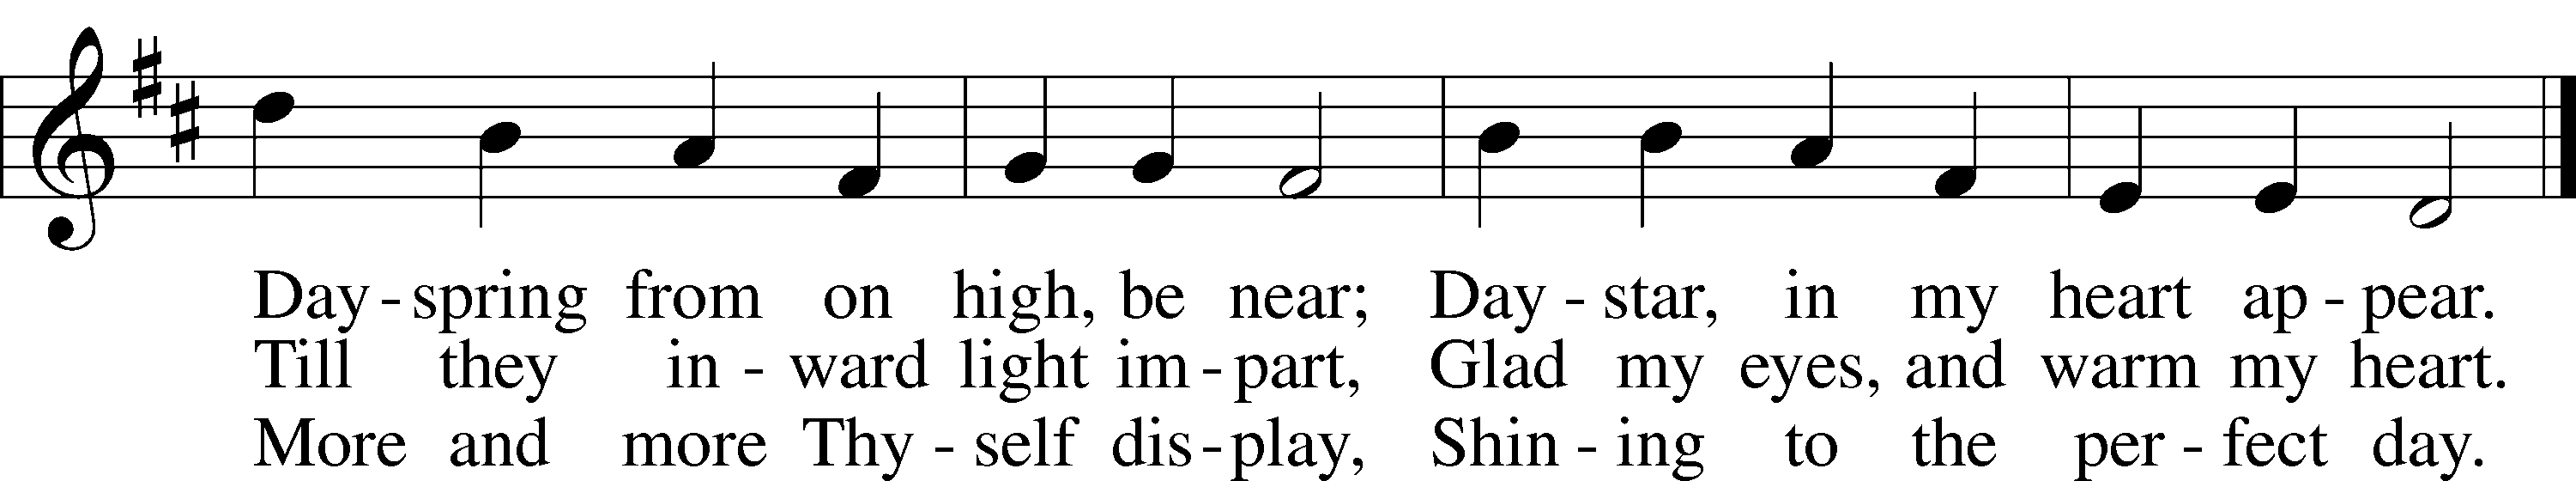 Day - spring from on high, be near; Day - star, in my heart ap - pear.
Till they in - ward light im - part, Glad my eyes, and warm my heart.
More and more Thy - self dis - play, Shin - ing to the per - fect day.